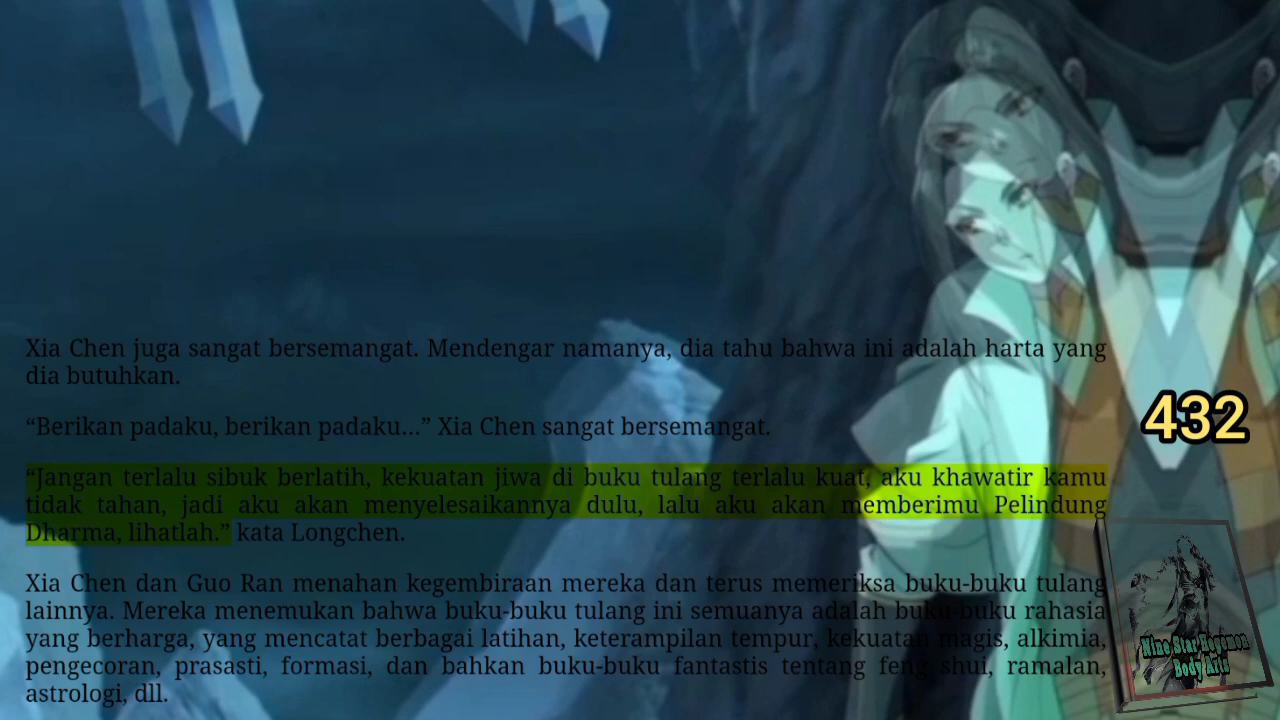 Xia Chen juga sangat bersemangat. Mendengar namanya, dia tahu bahwa ini adalah harta yang
dia butuhkan.
“Berikan padaku, berikan padaku...” Xia Chen sangat bersemangat.
“Jangan terlalu sibuk berlatih, kekuatan jiwa di buku tulang terlalu kuat, aku khawatir kamu
tidak tahan, jadi aku akan menyelesaikannya dulu, lalu aku akan memberimu Pelindung
Dharma, lihatlah.” kata Longchen.
Xia Chen dan Guo Ran menahan kegembiraan mereka dan terus memeriksa buku-buku tulang
lainnya. Mereka menemukan bahwa buku-buku tulang ini semuanya adalah buku-buku rahasia
yang berharga, yang mencatat berbagai latihan, keterampilan tempur, kekuatan magis, alkimia,
pengecoran, prasasti, formasi, dan bahkan buku-buku fantastis tentang feng shui, ramalan,
astrologi, dll.
432
Nine Star Hegemon
Body Arts